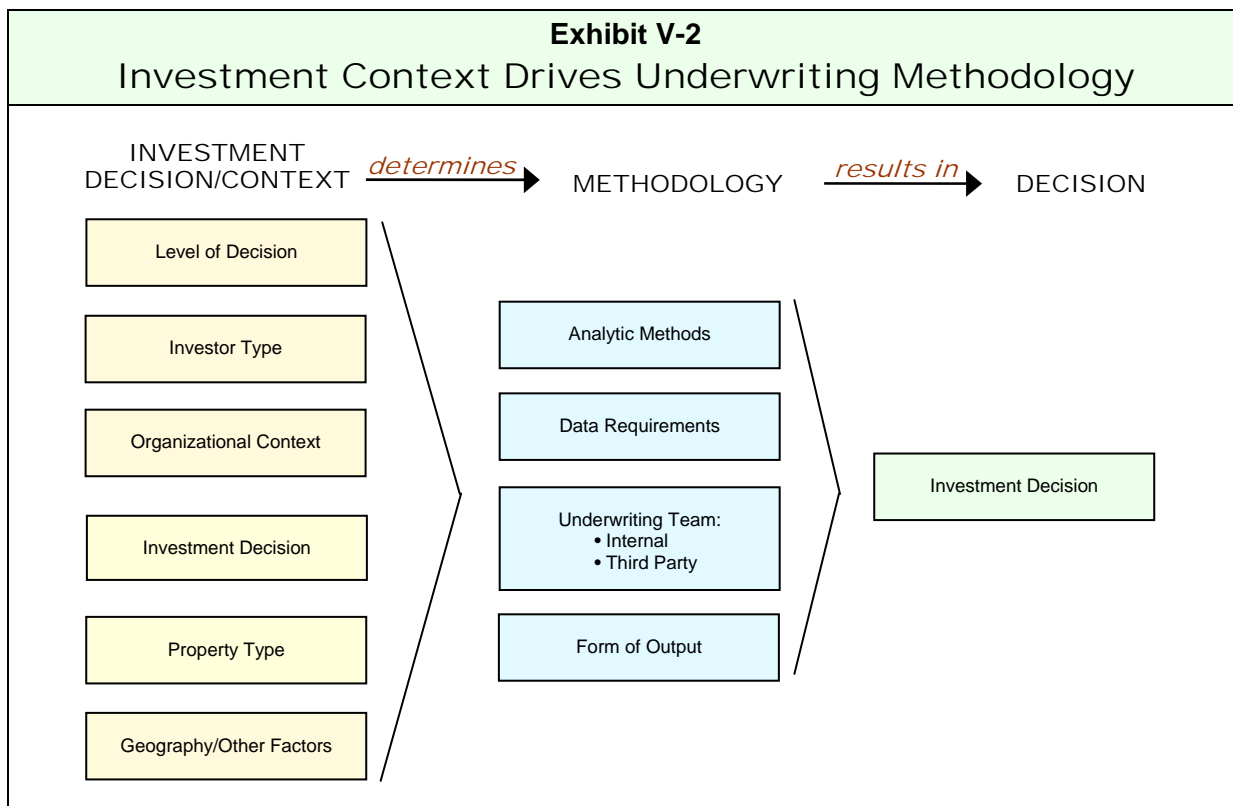 Exhibit V-2
Investment Context Drives Underwriting Methodology
INVESTMENT
DECISION/CONTEXT
determines
METHODOLOGY
results in
DECISION
Level of Decision
Investor Type
Organizational Context
Investment Decision
Property Type
Geography/Other Factors
Analytic Methods
Data Requirements
Underwriting Team:
• Internal
• Third Party
Form of Output
Investment Decision